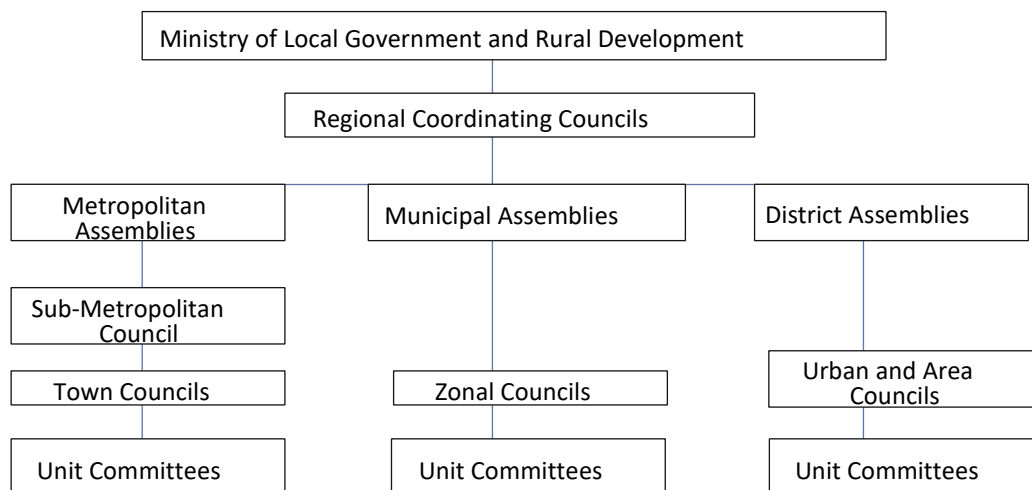 Ministry of Local Government and Rural Development
Regional Coordinating Councils
Metropolitan
Assemblies
Municipal Assemblies
District Assemblies
Sub-Metropolitan
Council
Town Councils
Zonal Councils
Urban and Area
Councils
Unit Committees
Unit Committees
Unit Committees